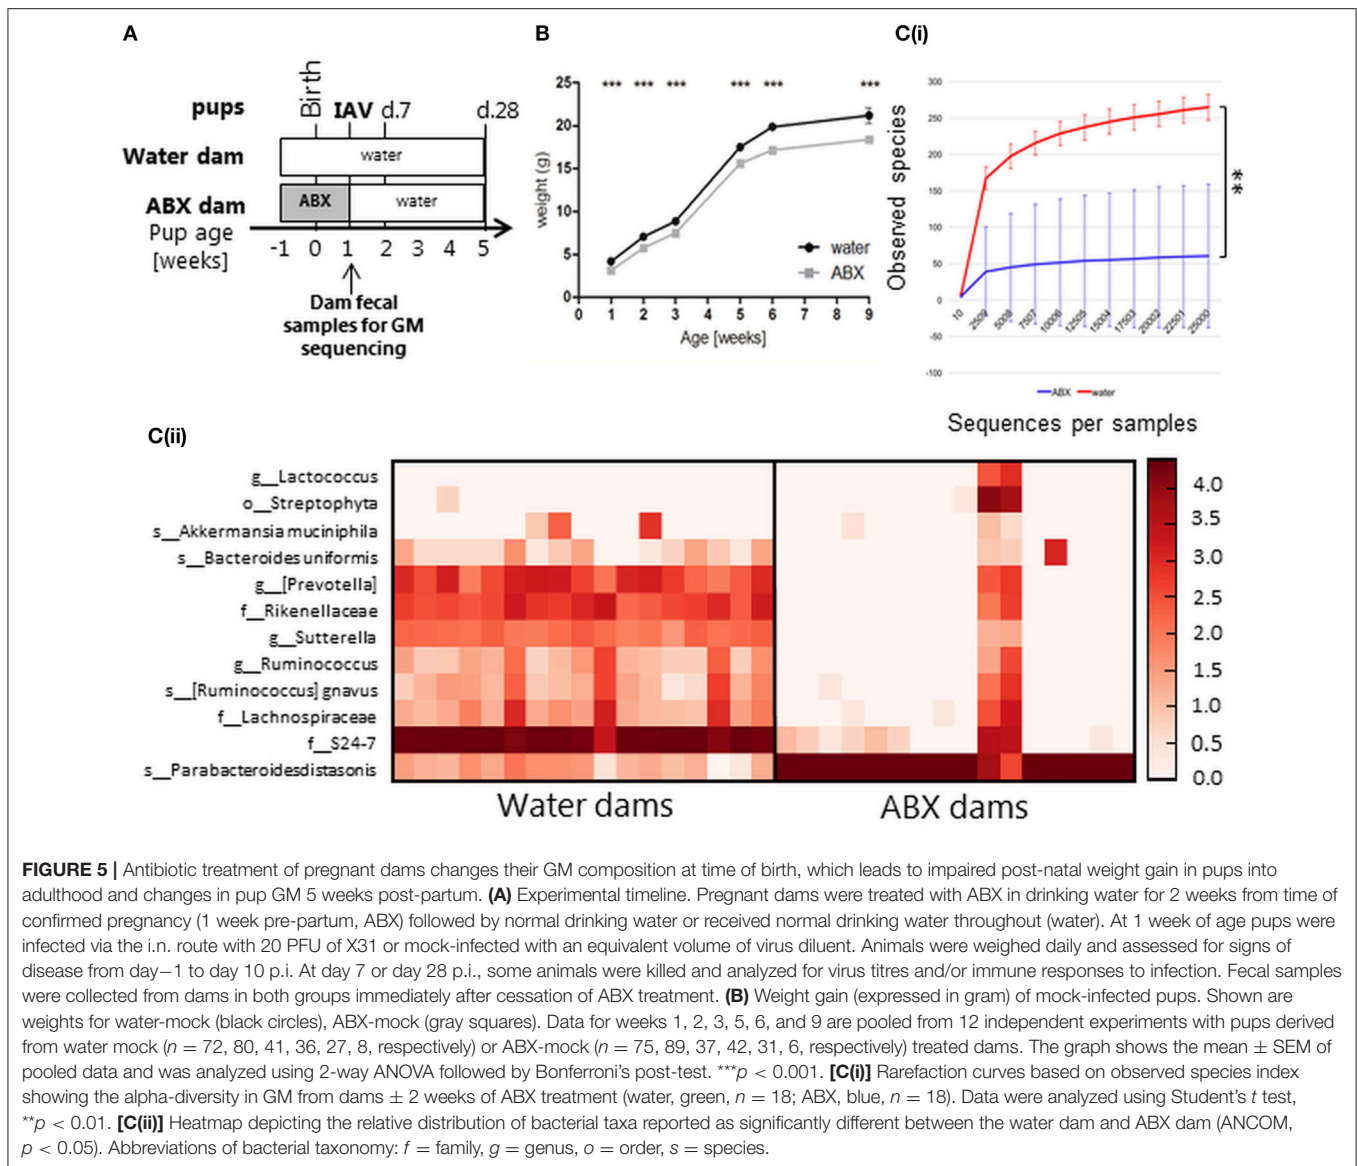 A
pups
Birth
IAV
d.7
d.28
Water dam
water
ABX dam
ABX
water
Pup age
[weeks]
-1 0 1 2 3 4 5
Dam fecal
samples for GM
sequencing
B
*** *** *** *** *** ***
25
20
15
10
5
0
weight (g)
water
ABX
0 1 2 3 4 5 6 7 8 9
Age [weeks]
C(i)
Observed species
300
250
200
150
100
50
0
-50
-100
10 2509 5008 7507 10006 12505 15004 17503 20002 22501 25000
**
ABX water
Sequences per samples
C(ii)
g__Lactococcus
o__Streptophyta
s__Akkermansia muciniphila
s__Bacteroides uniformis
g__[Prevotella]
f__Rikenellaceae
g__Sutterella
g__Ruminococcus
s__[Ruminococcus] gnavus
f__Lachnospiraceae
f__S24-7
s__Parabacteroidesdistasonis
4.0
3.5
3.0
2.5
2.0
1.5
1.0
0.5
0.0
Water dams
ABX dams
FIGURE 5 | Antibiotic treatment of pregnant dams changes their GM composition at time of birth, which leads to impaired post-natal weight gain in pups into
adulthood and changes in pup GM 5 weeks post-partum. (A) Experimental timeline. Pregnant dams were treated with ABX in drinking water for 2 weeks from time of
confirmed pregnancy (1 week pre-partum, ABX) followed by normal drinking water or received normal drinking water throughout (water). At 1 week of age pups were
infected via the i.n. route with 20 PFU of X31 or mock-infected with an equivalent volume of virus diluent. Animals were weighed daily and assessed for signs of
disease from day−1 to day 10 p.i. At day 7 or day 28 p.i., some animals were killed and analyzed for virus titres and/or immune responses to infection. Fecal samples
were collected from dams in both groups immediately after cessation of ABX treatment. (B) Weight gain (expressed in gram) of mock-infected pups. Shown are
weights for water-mock (black circles), ABX-mock (gray squares). Data for weeks 1, 2, 3, 5, 6, and 9 are pooled from 12 independent experiments with pups derived
from water mock (n = 72, 80, 41, 36, 27, 8, respectively) or ABX-mock (n = 75, 89, 37, 42, 31, 6, respectively) treated dams. The graph shows the mean ± SEM of
pooled data and was analyzed using 2-way ANOVA followed by Bonferroni's post-test. ***p < 0.001. [C(i)] Rarefaction curves based on observed species index
showing the alpha-diversity in GM from dams ± 2 weeks of ABX treatment (water, green, n = 18; ABX, blue, n = 18). Data were analyzed using Student's t test,
**p < 0.01. [C(ii)] Heatmap depicting the relative distribution of bacterial taxa reported as significantly different between the water dam and ABX dam (ANCOM,
p < 0.05). Abbreviations of bacterial taxonomy: f = family, g = genus, o = order, s = species.